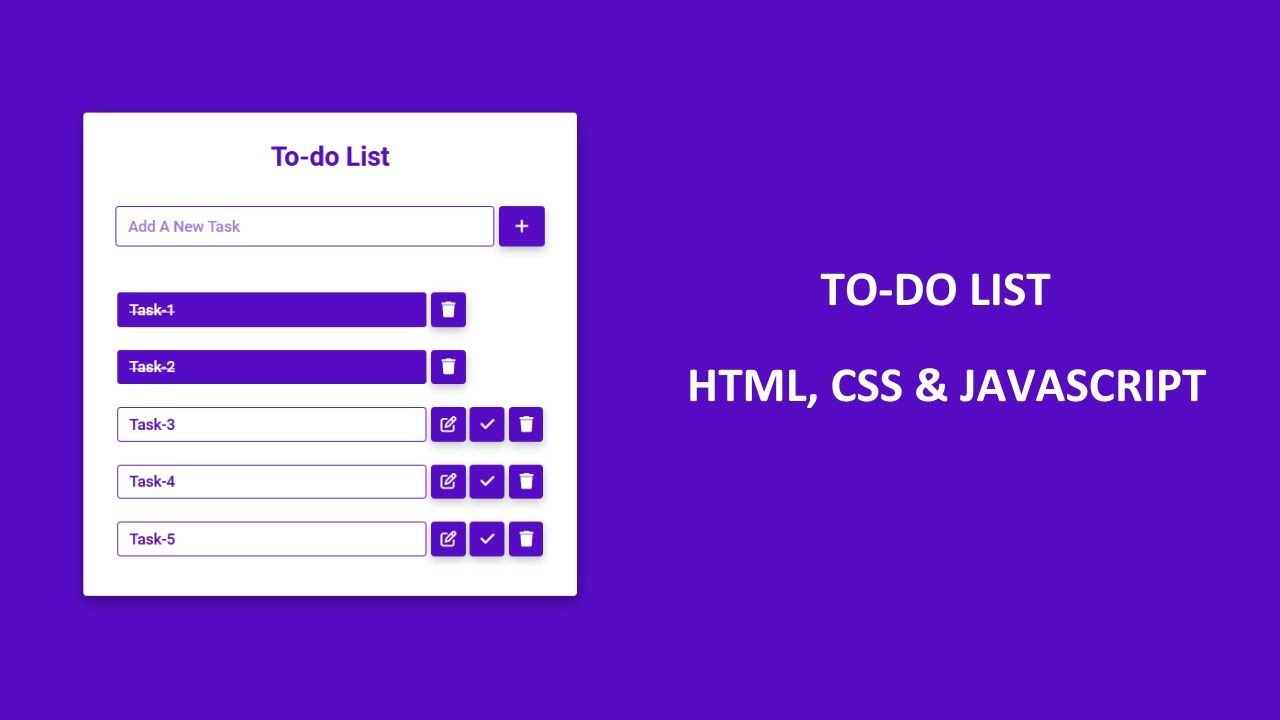 To-do List
Add A New Task
Task-1
Task-2
Task-3
Task-4
Task-5
TO-DO LIST
HTML, CSS & JAVASCRIPT